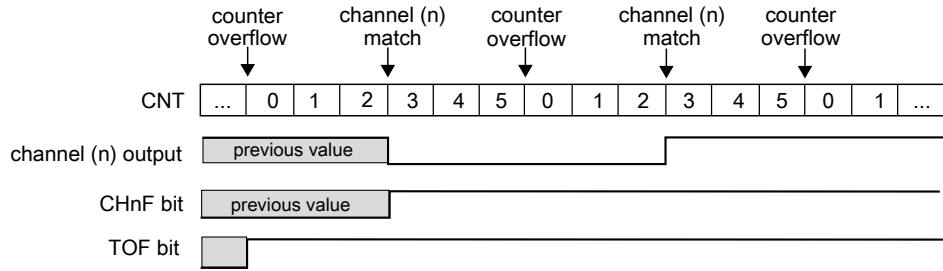 counter overflow
channel (n) match
counter overflow
channel (n) match
counter overflow
CNT ... 0 1 2 3 4 5 0 1 2 3 4 5 0 1 ...
channel (n) output previous value
CHnF bit previous value
TOF bit